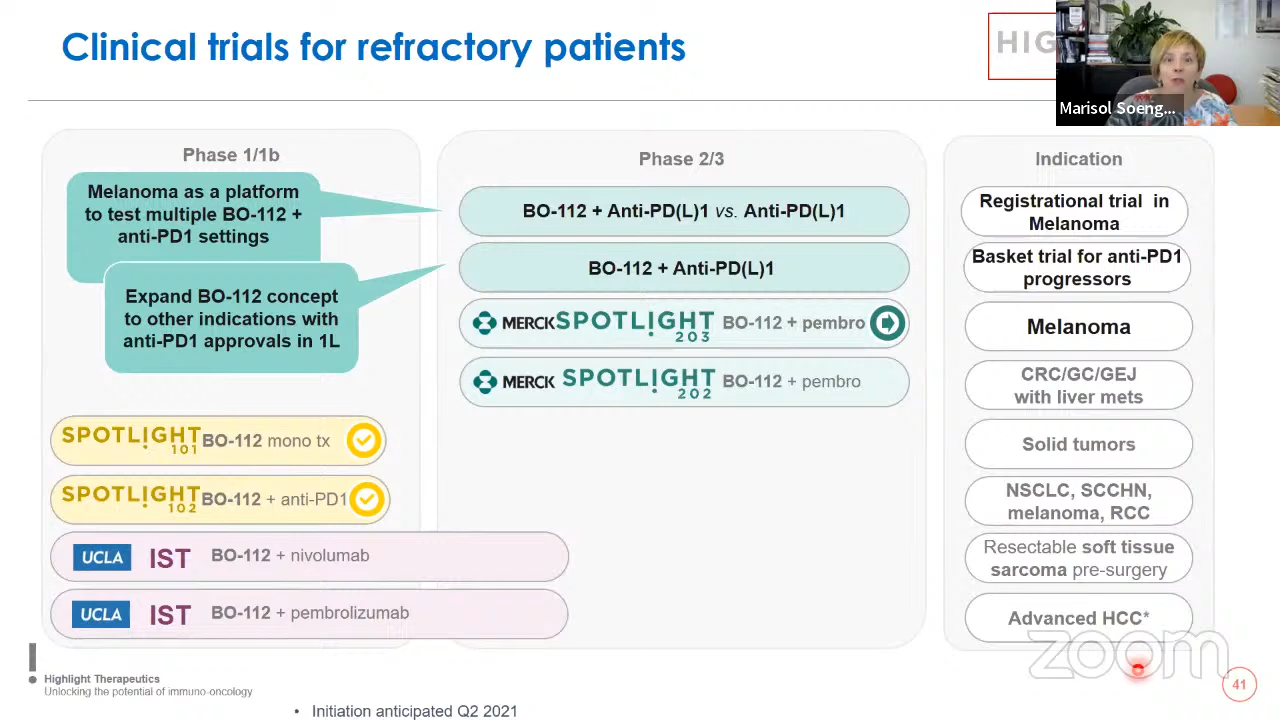 Clinical trials for refractory patients
HIG
Marisol Soeng...
Phase 1/1b
Melanoma as a platform
to test multiple BO-112 +
anti-PD1 settings
Expand BO-112 concept
to other indications with
anti-PD1 approvals in 1L
SPOTLIGHT
101
BO-112 mono tx
SPOTLIGHT
102
BO-112 + anti-PD1
UCLA IST BO-112 + nivolumab
UCLA IST BO-112 + pembrolizumab
Phase 2/3
BO-112 + Anti-PD(L)1 vs. Anti-PD(L)1
BO-112 + Anti-PD(L)1
MERCK SPOTLIGHT BO-112 + pembro
203
MERCK SPOTLIGHT BO-112 + pembro
202
Indication
Registrational trial in
Melanoma
Basket trial for anti-PD1
progressors
Melanoma
CRC/GC/GEJ
with liver mets
Solid tumors
NSCLC, SCCHN,
melanoma, RCC
Resectable soft tissue
sarcoma pre-surgery
Advanced HCC*
zoom
Highlight Therapeutics
Unlocking the potential of immuno-oncology
• Initiation anticipated Q2 2021
41